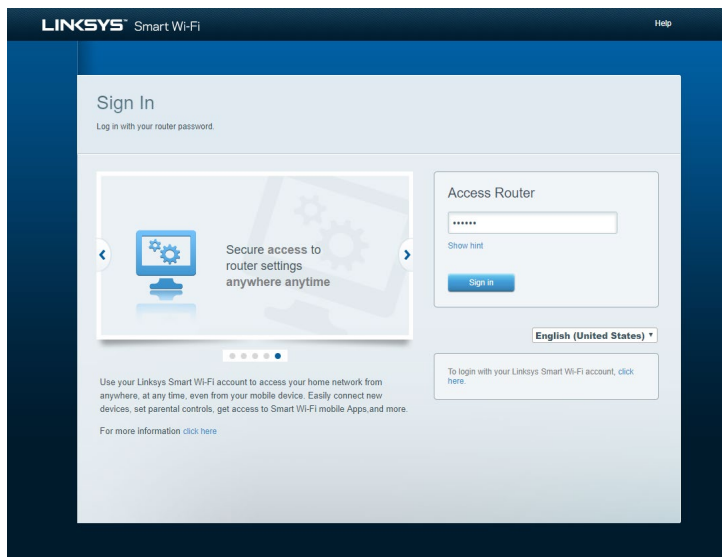 LINKSYS™ Smart Wi-Fi
Help
Sign In
Log in with your router password.
Secure access to
router settings
anywhere anytime
Use your Linksys Smart Wi-Fi account to access your home network from
anywhere, at any time, even from your mobile device. Easily connect new
devices, set parental controls, get access to Smart Wi-Fi mobile Apps,and more.
For more information click here
Access Router
••••••
Show hint
Sign in
English (United States)
To login with your Linksys Smart Wi-Fi account, click
here.